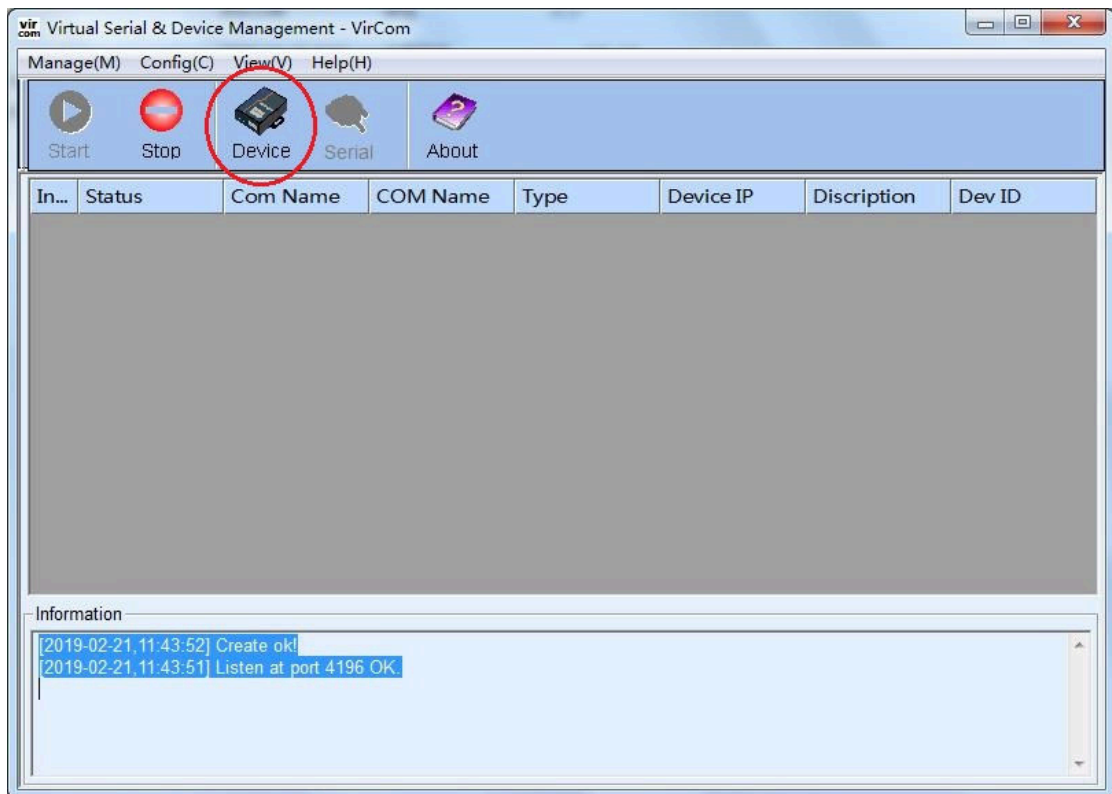 vir com Virtual Serial & Device Management - VirCom
Manage(M) Config(C) View(V) Help(H)
Start Stop Device Serial About
In... Status Com Name COM Name Type Device IP Discription Dev ID
Information
[2019-02-21,11:43:52] Create ok!
[2019-02-21,11:43:51] Listen at port 4196 OK.